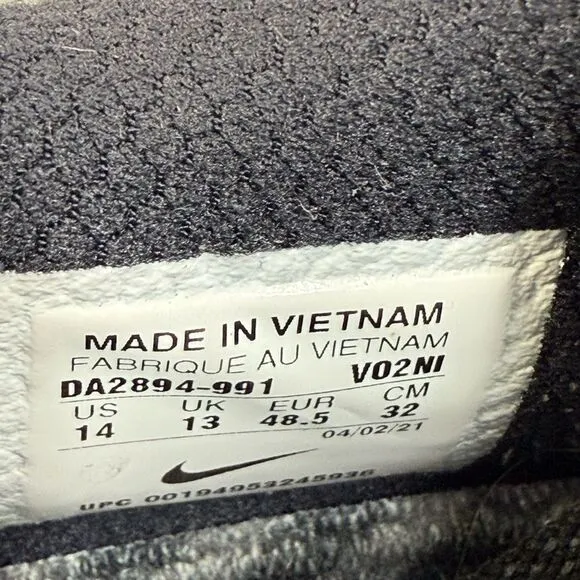 MADE IN VIETNAM
FABRIQUE AU VIETNAM
DA2894-991 V02NI
US UK EUR CM
14 13 48.5 32
04/02/21
UPC 00194953245936